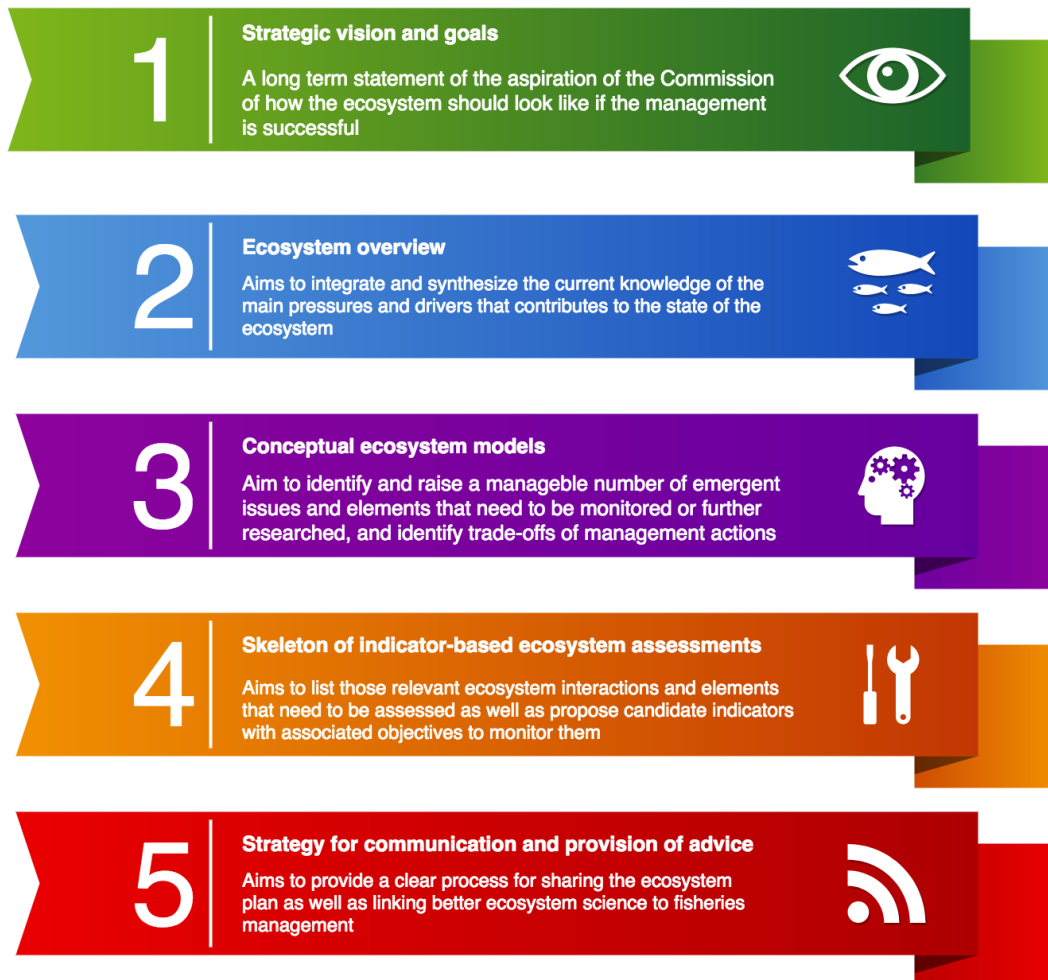 1
Strategic vision and goals
A long term statement of the aspiration of the Commission
of how the ecosystem should look like if the management
is successful
2
Ecosystem overview
Aims to integrate and synthesize the current knowledge of the
main pressures and drivers that contributes to the state of the
ecosystem
3
Conceptual ecosystem models
Aim to identify and raise a manageble number of emergent
issues and elements that need to be monitored or further
researched, and identify trade-offs of management actions
4
Skeleton of indicator-based ecosystem assessments
Aims to list those relevant ecosystem interactions and elements
that need to be assessed as well as propose candidate indicators
with associated objectives to monitor them
5
Strategy for communication and provision of advice
Aims to provide a clear process for sharing the ecosystem
plan as well as linking better ecosystem science to fisheries
management